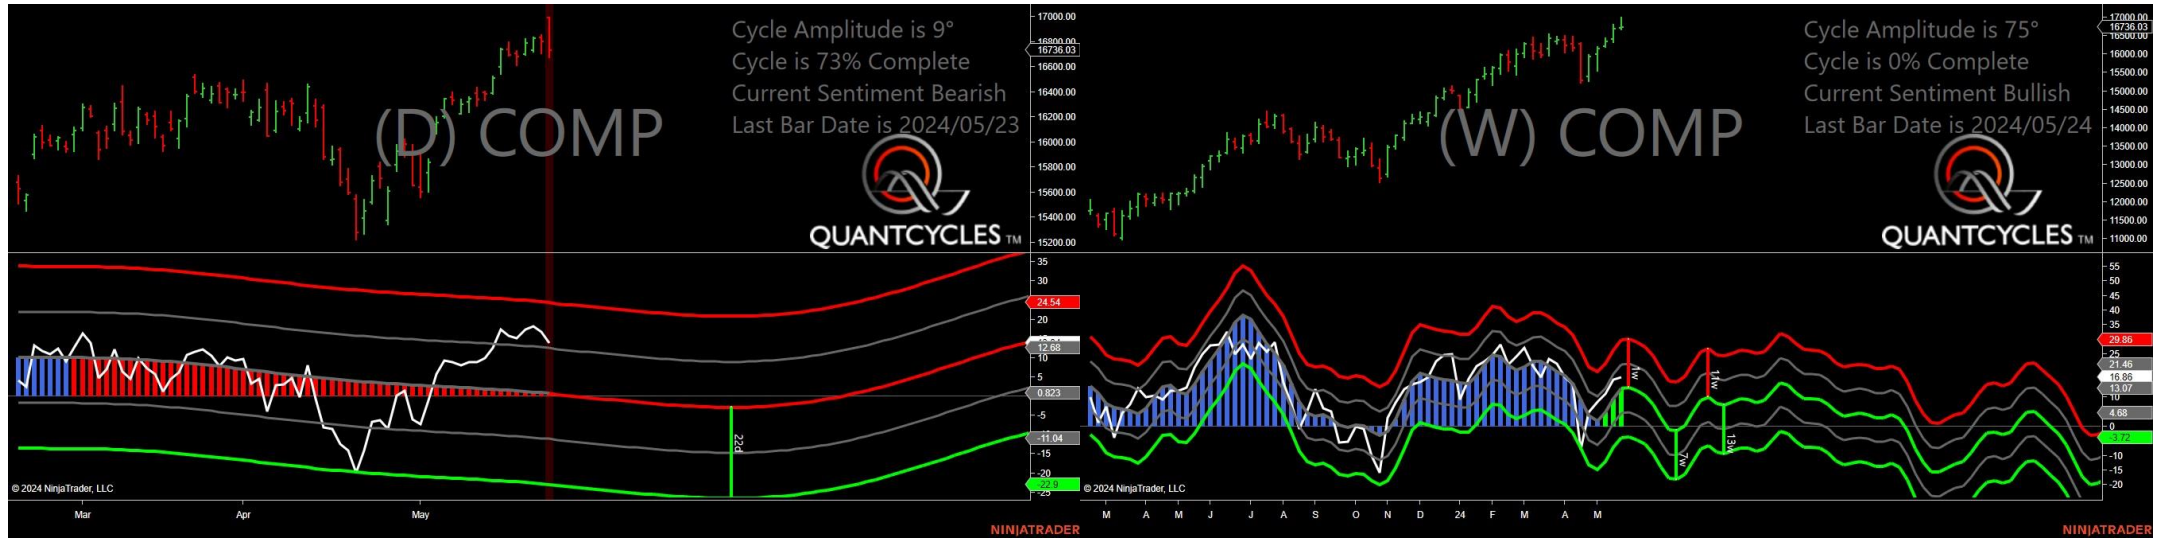 Cycle Amplitude is 9°
Cycle is 73% Complete
Current Sentiment Bearish
Last Bar Date is 2024/05/23
(D) COMP
QUANTCYCLES TM
17000.00
16800.00
16736.03
16600.00
16400.00
16200.00
16000.00
15800.00
15600.00
15400.00
15200.00
35
30
24.54
20
12.68
10
5
0.823
-5
-11.04
-15
-20
-22.9
-25
22d
© 2024 NinjaTrader, LLC
Mar Apr May
NINJATRADER
Cycle Amplitude is 75°
Cycle is 0% Complete
Current Sentiment Bullish
Last Bar Date is 2024/05/24
(W) COMP
QUANTCYCLES TM
17000.00
16736.03
16500.00
16000.00
15500.00
15000.00
14500.00
14000.00
13500.00
13000.00
12500.00
12000.00
11500.00
11000.00
55
50
45
40
35
29.86
25
21.46
16.86
13.07
10
4.68
0
-3.72
-10
-15
-20
1w
11w
7w
13w
© 2024 NinjaTrader, LLC
M A M J J A S O N D 24 F M A M
NINJATRADER